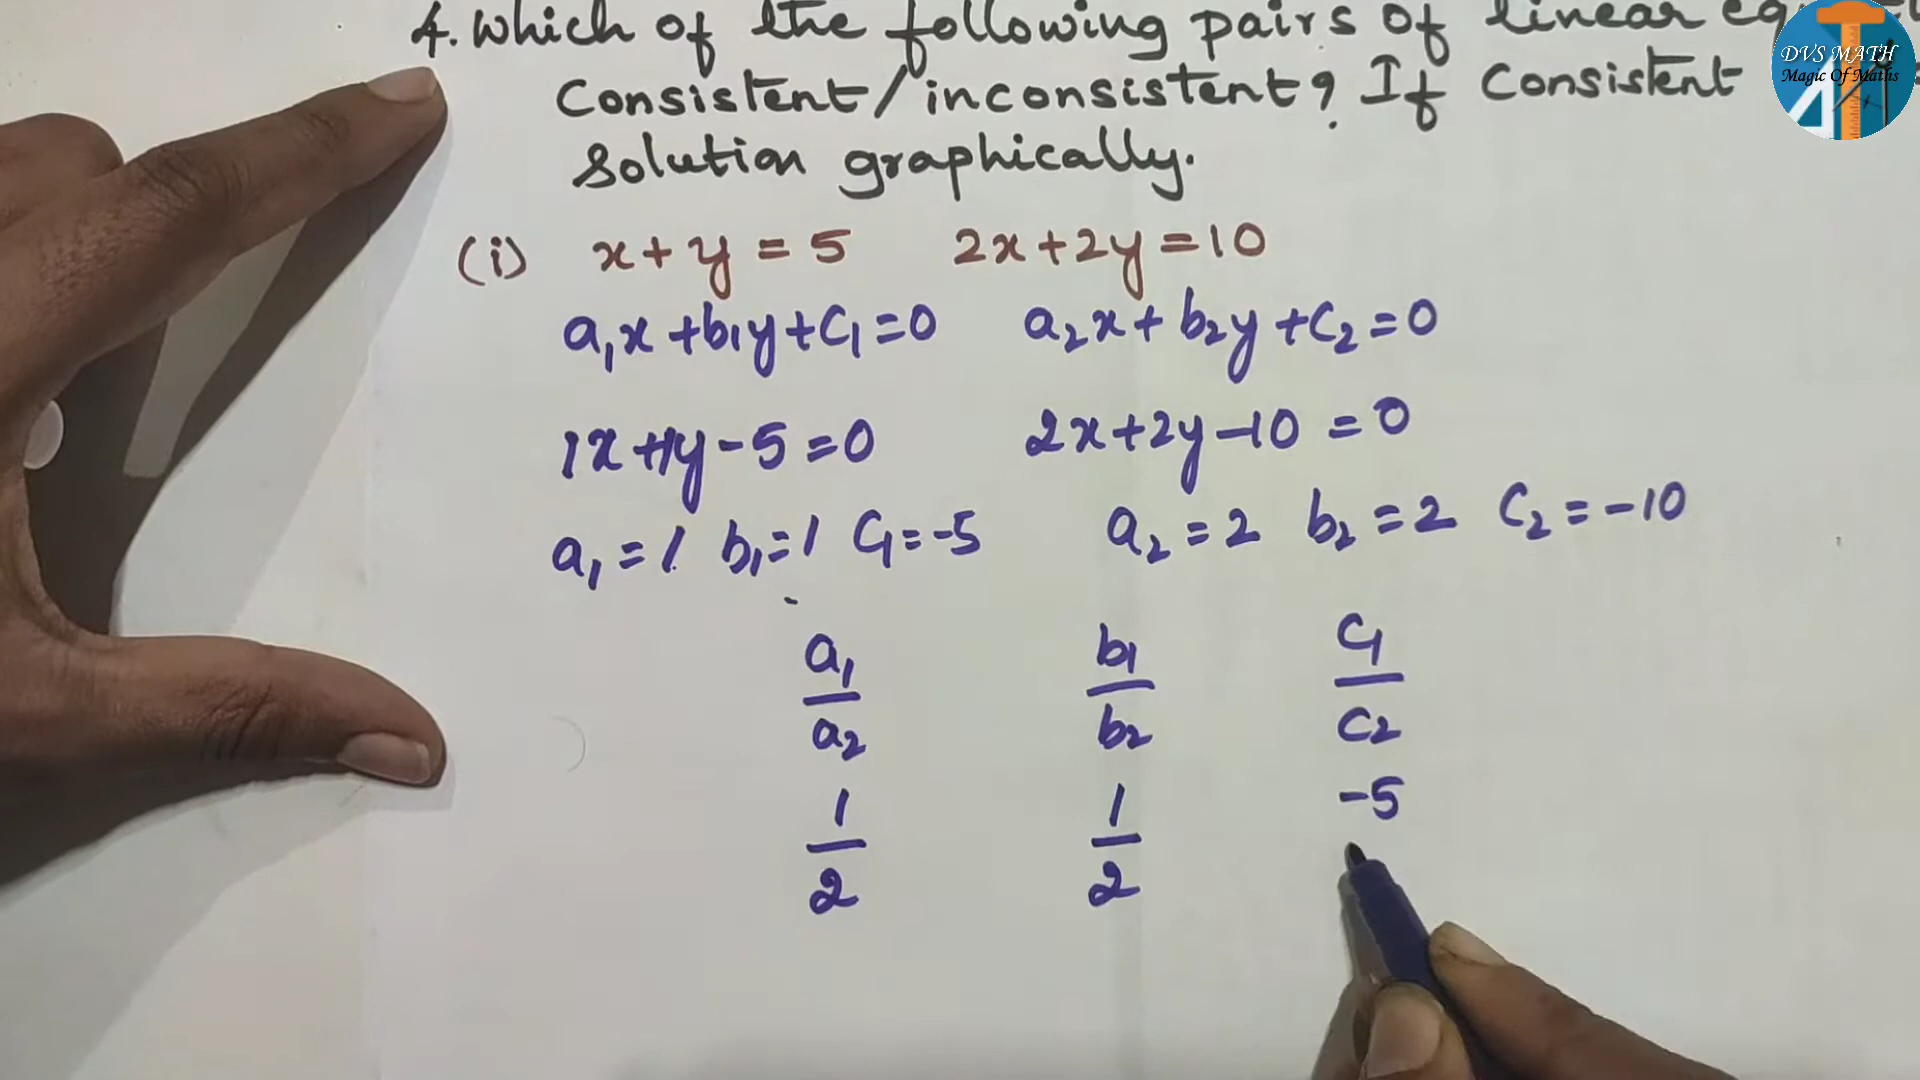 4. Which of the following pairs of linear
Consistent/inconsistent? If Consistent
Solution graphically.
(i) x + y = 5 2x + 2y = 10
a₁x + b₁y + C₁ = 0 a₂x + b₂y + C₂ = 0
1x + 1y - 5 = 0 2x + 2y - 10 = 0
a₁ = 1 b₁ = 1 C₁ = -5 a₂ = 2 b₂ = 2 C₂ = -10
a₁ b₁ C₁
a₂ b₂ C₂
1 1 -5
2 2
DVS MATH
Magic Of Maths